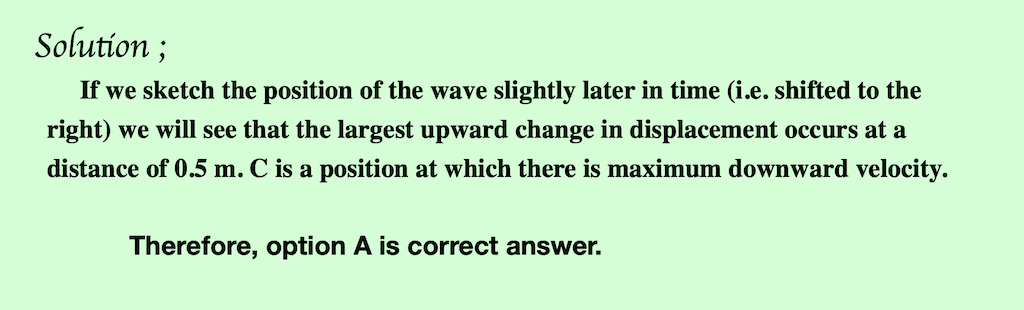 Solution ;
If we sketch the position of the wave slightly later in time (i.e. shifted to the
right) we will see that the largest upward change in displacement occurs at a
distance of 0.5 m. C is a position at which there is maximum downward velocity.
Therefore, option A is correct answer.